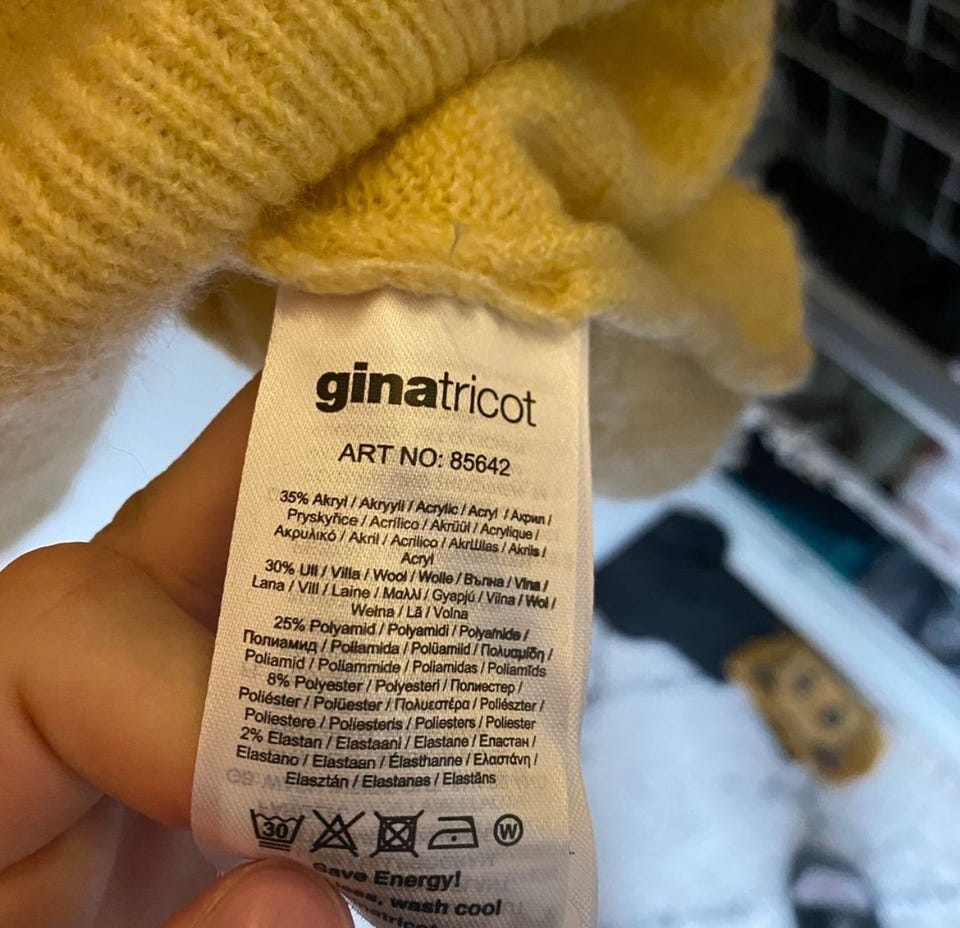 ginatricot
ART NO: 85642
35% Akryl / Akryyli / Acrylic / Acryl / Акрил /
Pryskyřice / Acrílico / Akrüül / Acrylique /
Ακρυλικό / Akril / Acrilico / Akrilas / Akrils /
Acryl
30% Ull / Villa / Wool / Wolle / Вълна / Vlna /
Lana / Vill / Laine / Μαλλί / Gyapjú / Vilna / Wol /
Wełna / Lã / Volna
25% Polyamid / Polyamidi / Polyamide /
Полиамид / Poliamida / Polüamiid / Πολυαμίδη /
Poliamid / Poliammide / Poliamidas / Poliamīds
8% Polyester / Polyesteri / Полиестер /
Poliéster / Polüester / Πολυεστέρα / Poliészter /
Poliestere / Poliesteris / Poliesters / Poliester
2% Elastan / Elastaani / Elastane / Еластан /
Elastano / Elastaan / Élasthanne / Ελαστάνη /
Elasztán / Elastanas / Elastāns
30 W
Save Energy!
wash cool